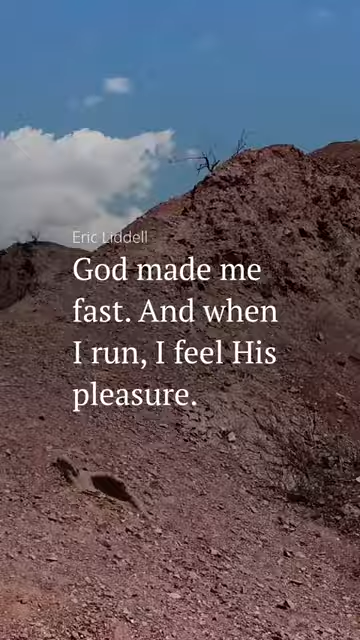 Eric Liddell
God made me
fast. And when
I run, I feel His
pleasure.